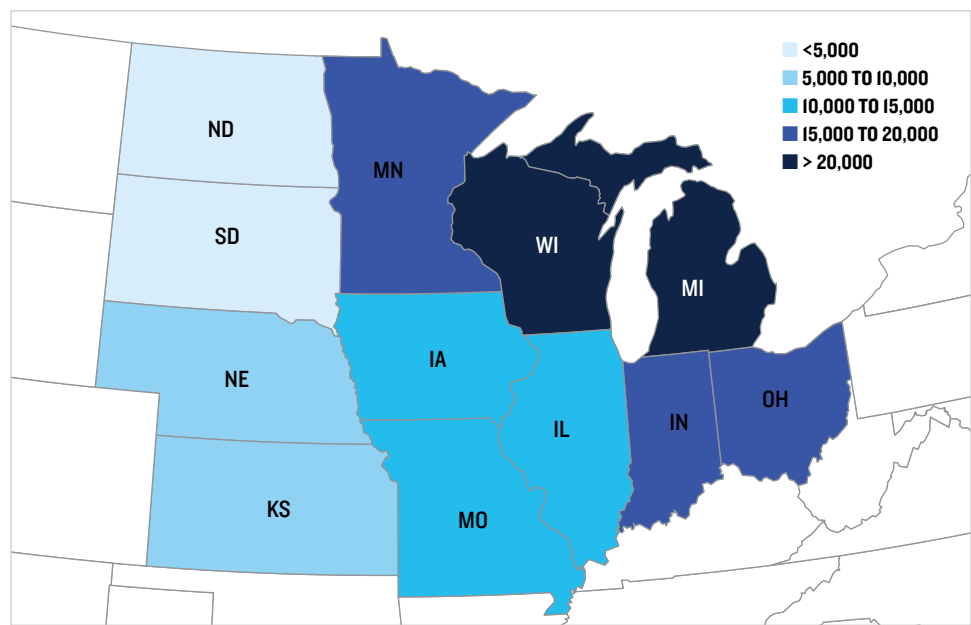 <5,000
5,000 TO 10,000
10,000 TO 15,000
15,000 TO 20,000
> 20,000
ND
MN
SD
WI
MI
IA
NE
OH
IN
IL
KS
MO